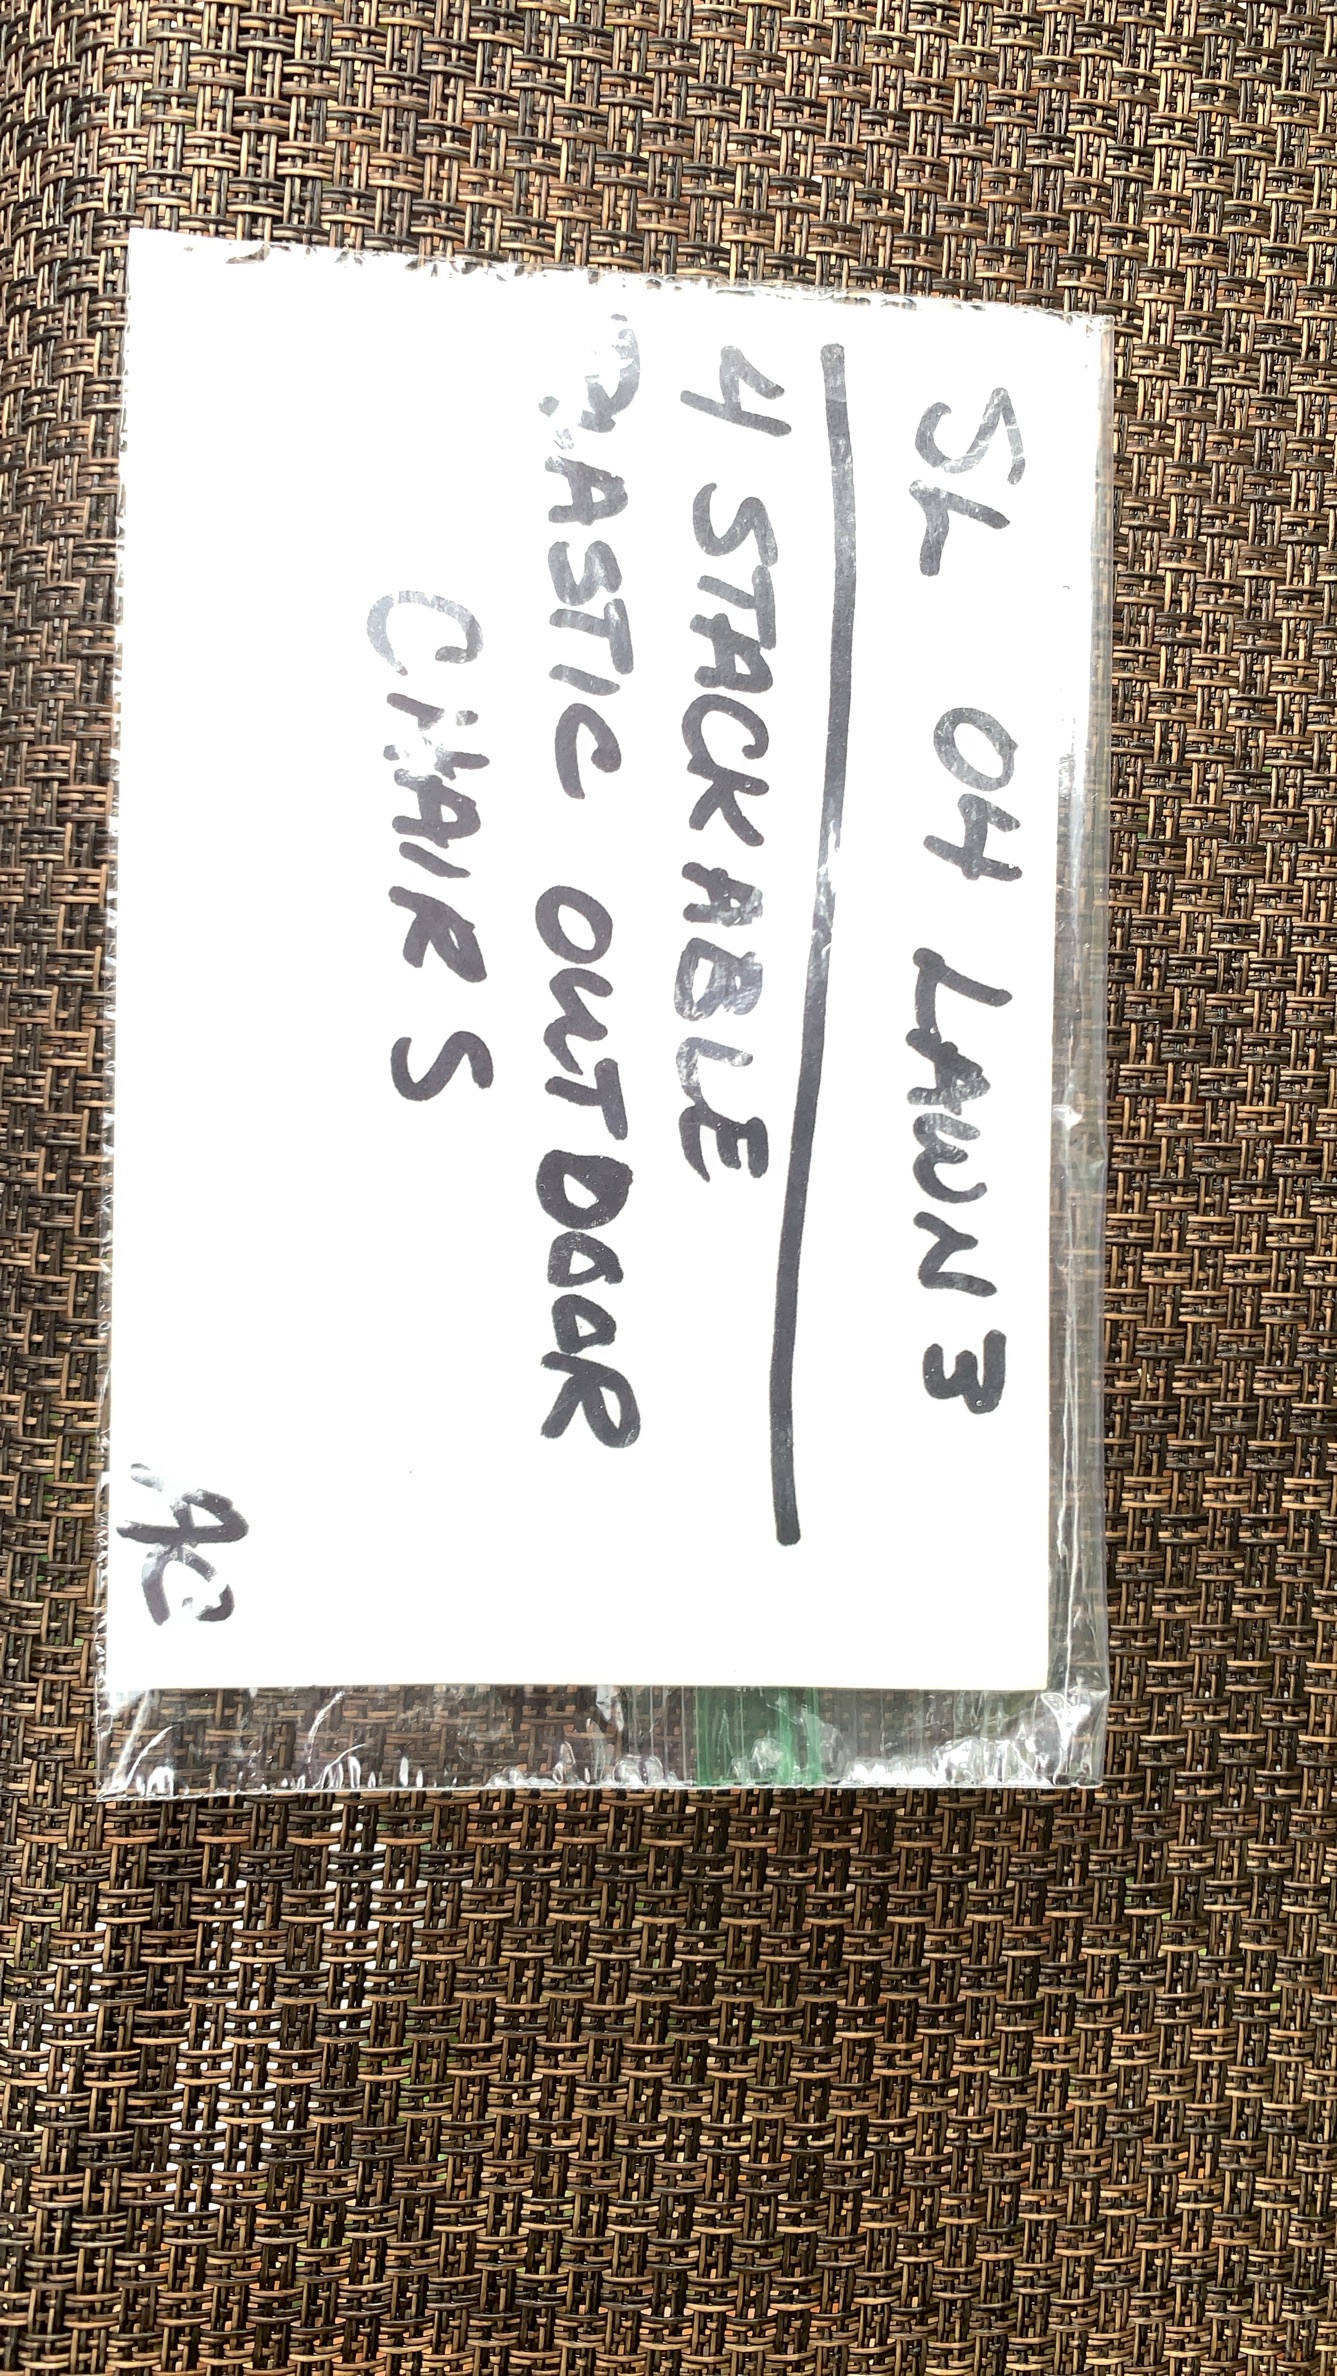 SL 04 LAWN 3
4 STACKABLE
PLASTIC OUTDOOR
CHAIRS